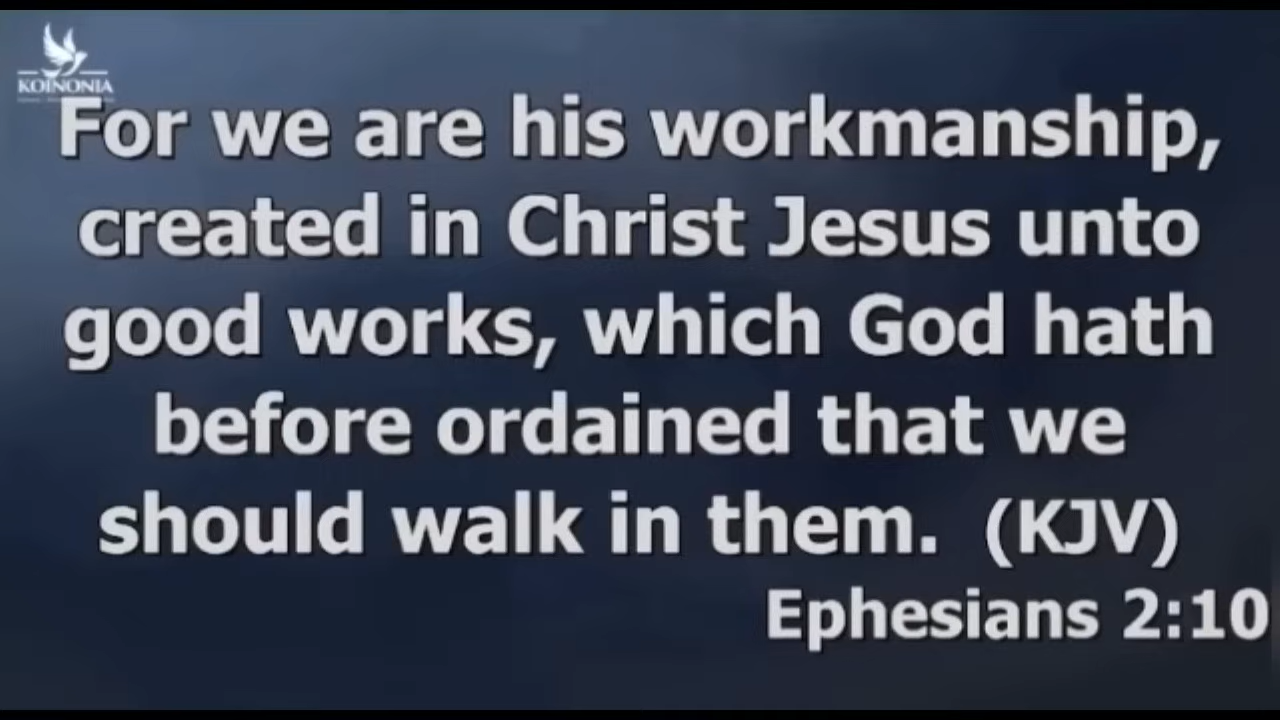 KOINONIA
For we are his workmanship,
created in Christ Jesus unto
good works, which God hath
before ordained that we
should walk in them.  (KJV)
Ephesians 2:10